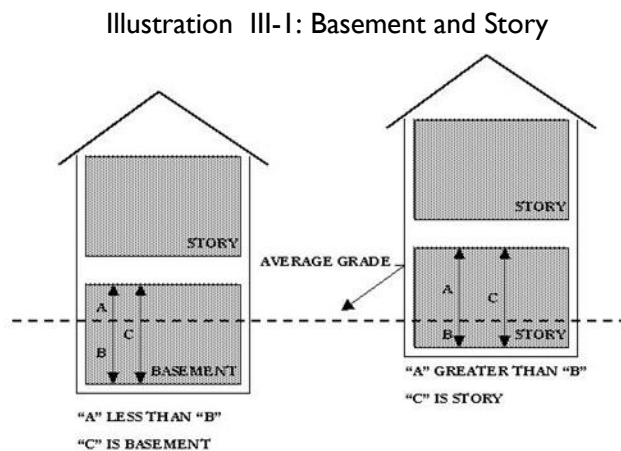 Illustration III-1: Basement and Story
STORY
STORY
AVERAGE GRADE
A
C
B
BASEMENT
A
C
B
STORY
“A” LESS THAN “B”
“C” IS BASEMENT
“A” GREATER THAN “B”
“C” IS STORY